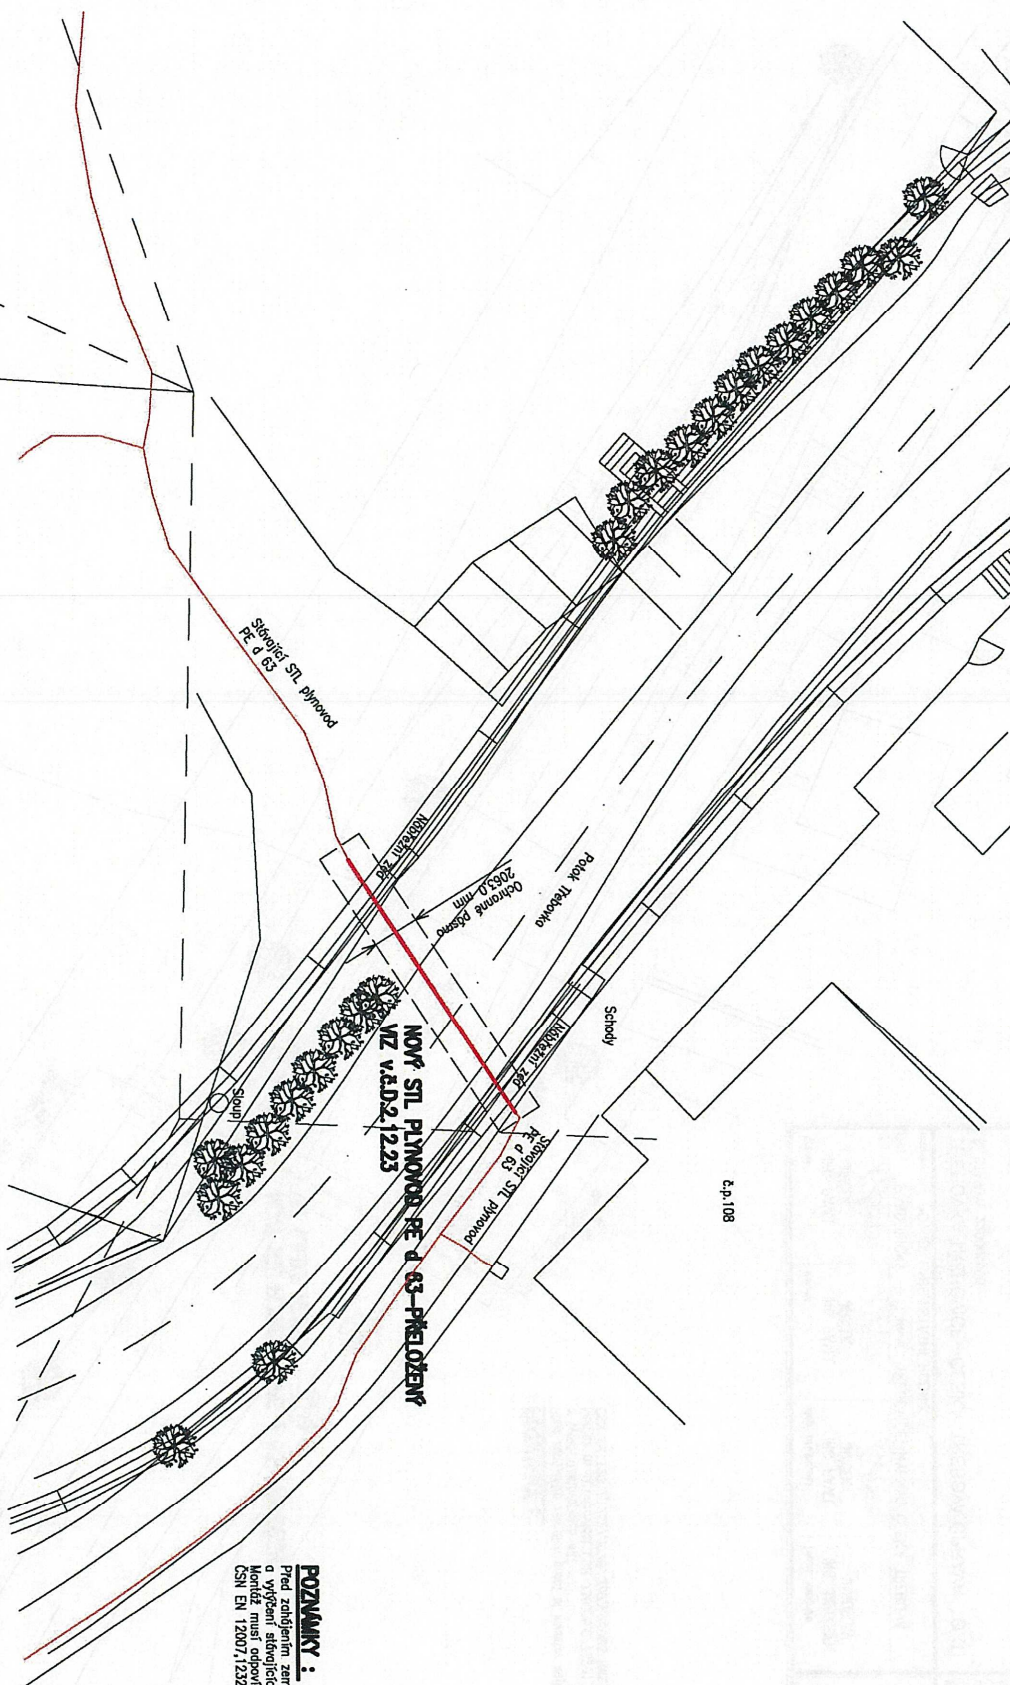 Stávající STL plynovod
PE d 63
Nábřežní zeď
Ochranné pásmo
2063,0 mm
Potok Třebovka
Schody
Nábřežní zeď
Stávající STL plynovod
PE d 63
Sloup
č.p.108
NOVÝ STL PLYNOVOD PE d 63-PŘELOŽENÝ
VIZ v.č.D.2.12.23
POZNÁMKY :
Před zahájením zem
a vytýčení stávajícíc
Montáž musí odpoví
ČSN EN 12007,1232